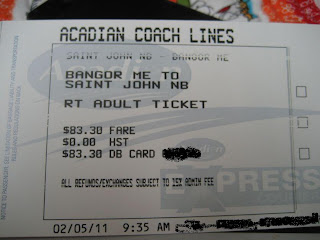 ACADIAN COACH LINES
SAINT JOHN NB - BANGOR ME
Acadian
BANGOR ME TO
SAINT JOHN NB
RT ADULT TICKET
$83.30 FARE
$0.00 HST
$83.30 DB CARD
ALL REFUNDS/EXCHANGES SUBJECT TO 15% ADMIN FEE
EXPRESS
02/05/11 9:35 AM